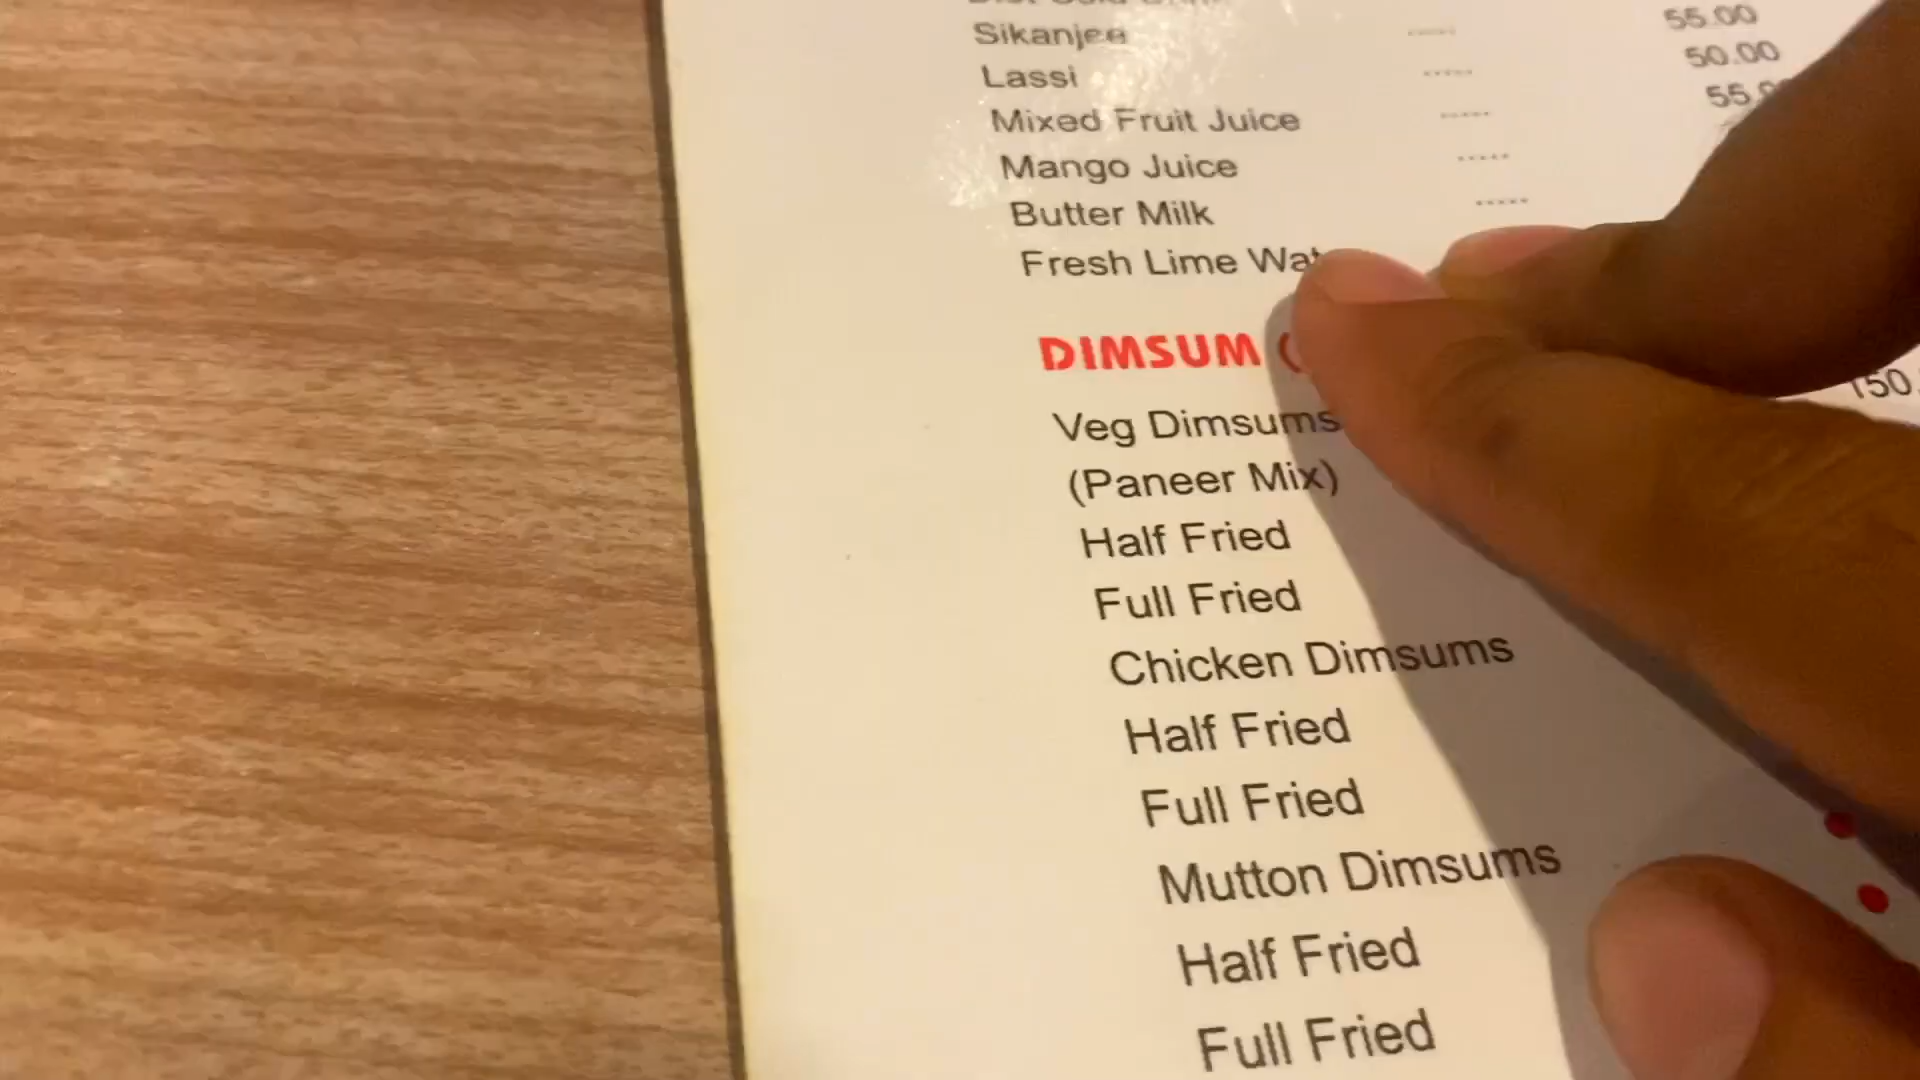 Sikanjee ..... 55.00
Lassi ..... 50.00
Mixed Fruit Juice .....
Mango Juice .....
Butter Milk .....
Fresh Lime
DIMSUM (
Veg Dimsums
(Paneer Mix)
Half Fried
Full Fried
Chicken Dimsums
Half Fried
Full Fried
Mutton Dimsums
Half Fried
Full Fried